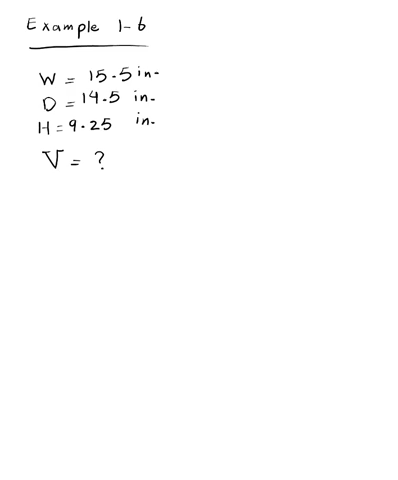 Example 1-6
W = 15.5 in.
D = 14.5 in.
H = 9.25 in.
V = ?